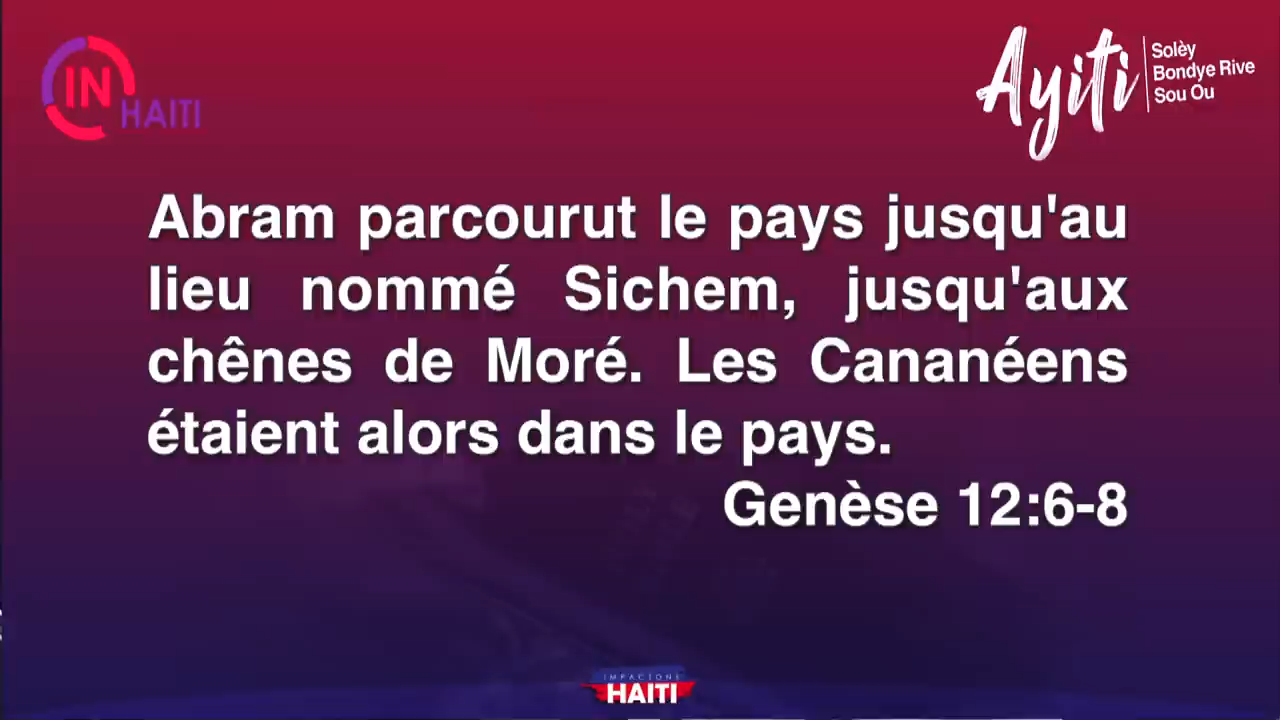 IN
HAITI
Ayiti
Solèy
Bondye Rive
Sou Ou
Abram parcourut le pays jusqu'au
lieu nommé Sichem, jusqu'aux
chênes de Moré. Les Cananéens
étaient alors dans le pays.
Genèse 12:6-8
IMPACTONS
HAITI